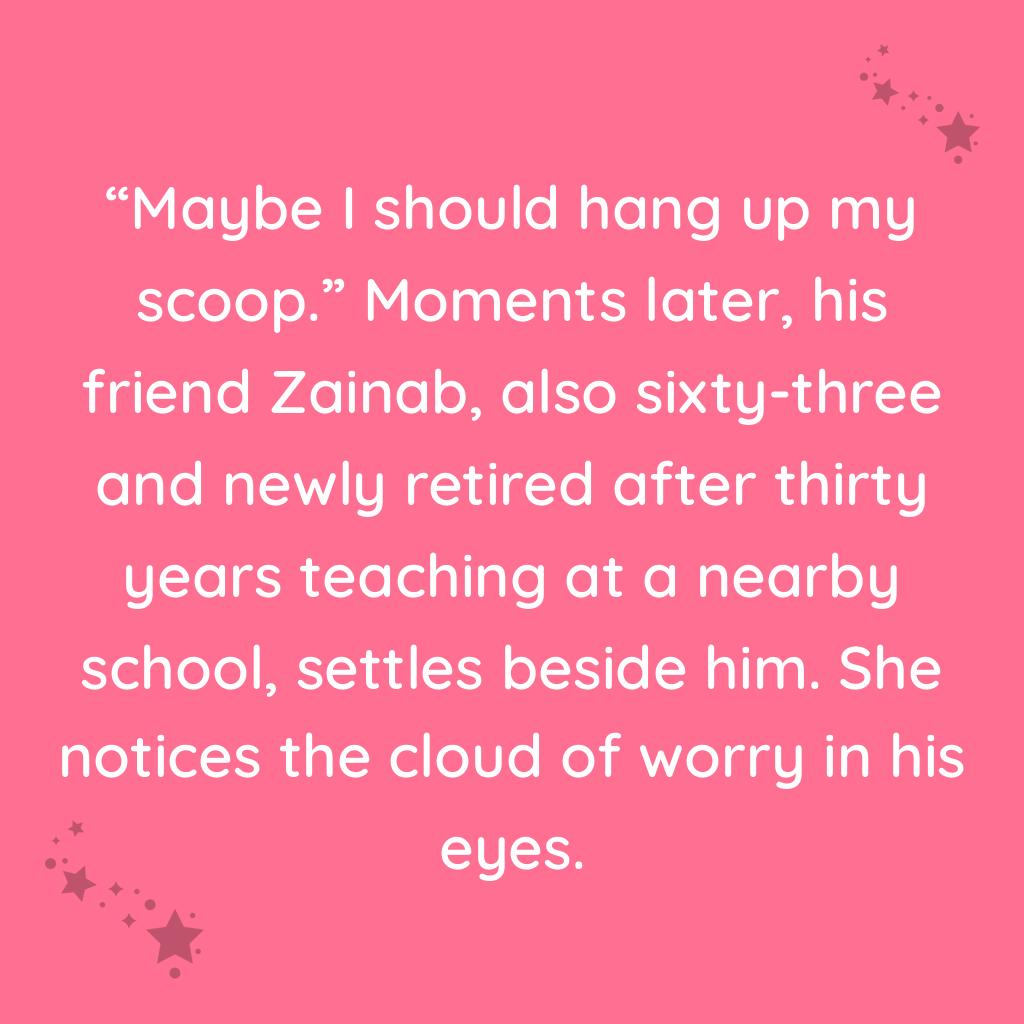 “Maybe I should hang up my
scoop.” Moments later, his
friend Zainab, also sixty-three
and newly retired after thirty
years teaching at a nearby
school, settles beside him. She
notices the cloud of worry in his
eyes.